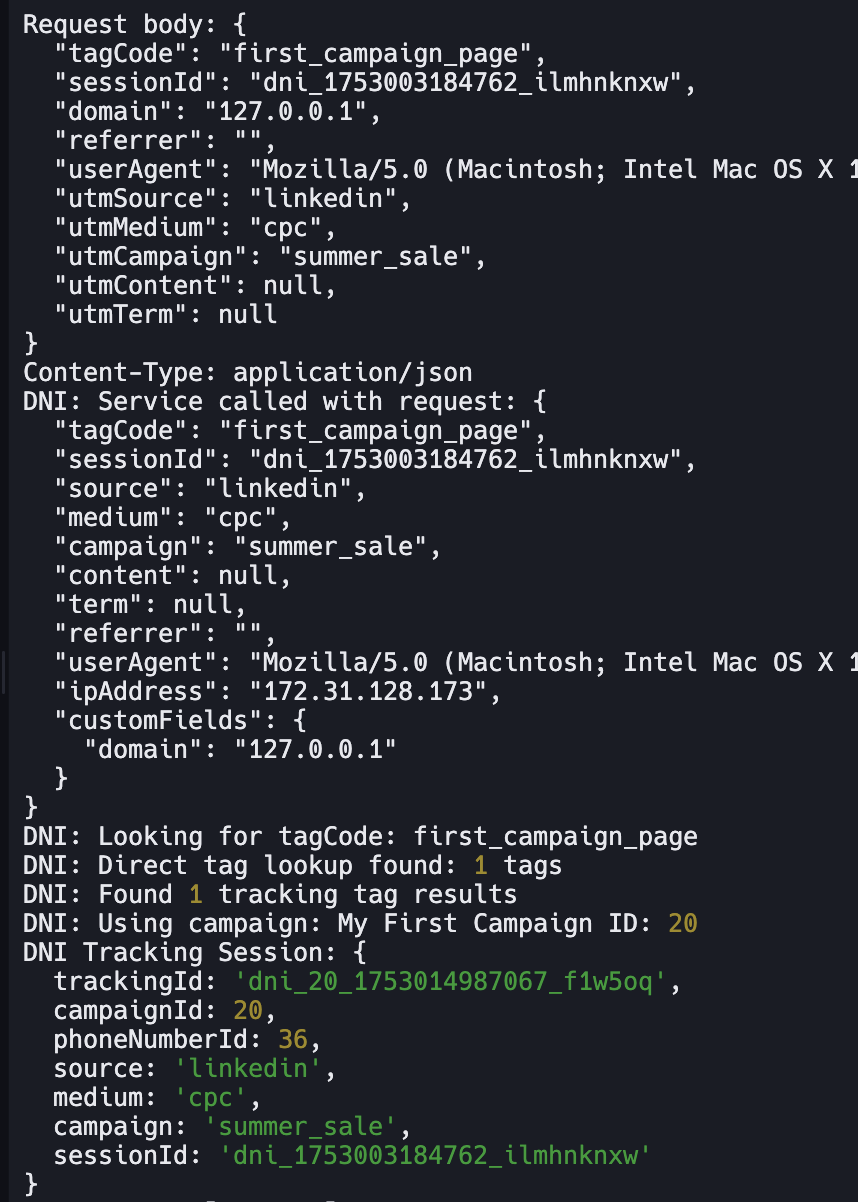 Request body: {
  "tagCode": "first_campaign_page",
  "sessionId": "dni_1753003184762_ilmhnknxw",
  "domain": "127.0.0.1",
  "referrer": "",
  "userAgent": "Mozilla/5.0 (Macintosh; Intel Mac OS X 1
  "utmSource": "linkedin",
  "utmMedium": "cpc",
  "utmCampaign": "summer_sale",
  "utmContent": null,
  "utmTerm": null
}
Content-Type: application/json
DNI: Service called with request: {
  "tagCode": "first_campaign_page",
  "sessionId": "dni_1753003184762_ilmhnknxw",
  "source": "linkedin",
  "medium": "cpc",
  "campaign": "summer_sale",
  "content": null,
  "term": null,
  "referrer": "",
  "userAgent": "Mozilla/5.0 (Macintosh; Intel Mac OS X 1
  "ipAddress": "172.31.128.173",
  "customFields": {
    "domain": "127.0.0.1"
  }
}
DNI: Looking for tagCode: first_campaign_page
DNI: Direct tag lookup found: 1 tags
DNI: Found 1 tracking tag results
DNI: Using campaign: My First Campaign ID: 20
DNI Tracking Session: {
  trackingId: 'dni_20_1753014987067_f1w5oq',
  campaignId: 20,
  phoneNumberId: 36,
  source: 'linkedin',
  medium: 'cpc',
  campaign: 'summer_sale',
  sessionId: 'dni_1753003184762_ilmhnknxw'
}